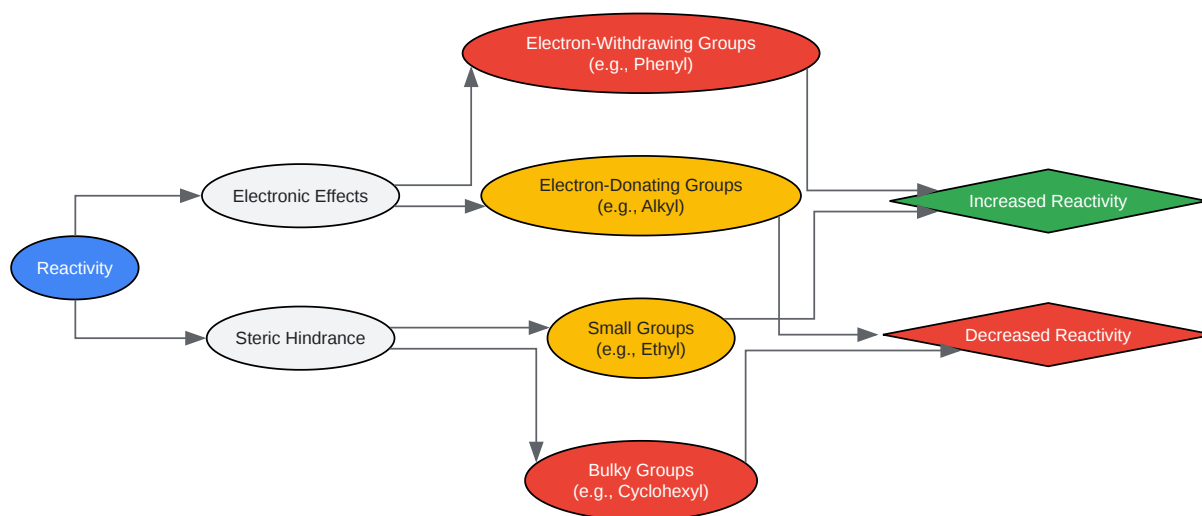 Electron-Withdrawing Groups
(e.g., Phenyl)
Electronic Effects
Electron-Donating Groups
(e.g., Alkyl)
Increased Reactivity
Reactivity
Steric Hindrance
Small Groups
(e.g., Ethyl)
Decreased Reactivity
Bulky Groups
(e.g., Cyclohexyl)